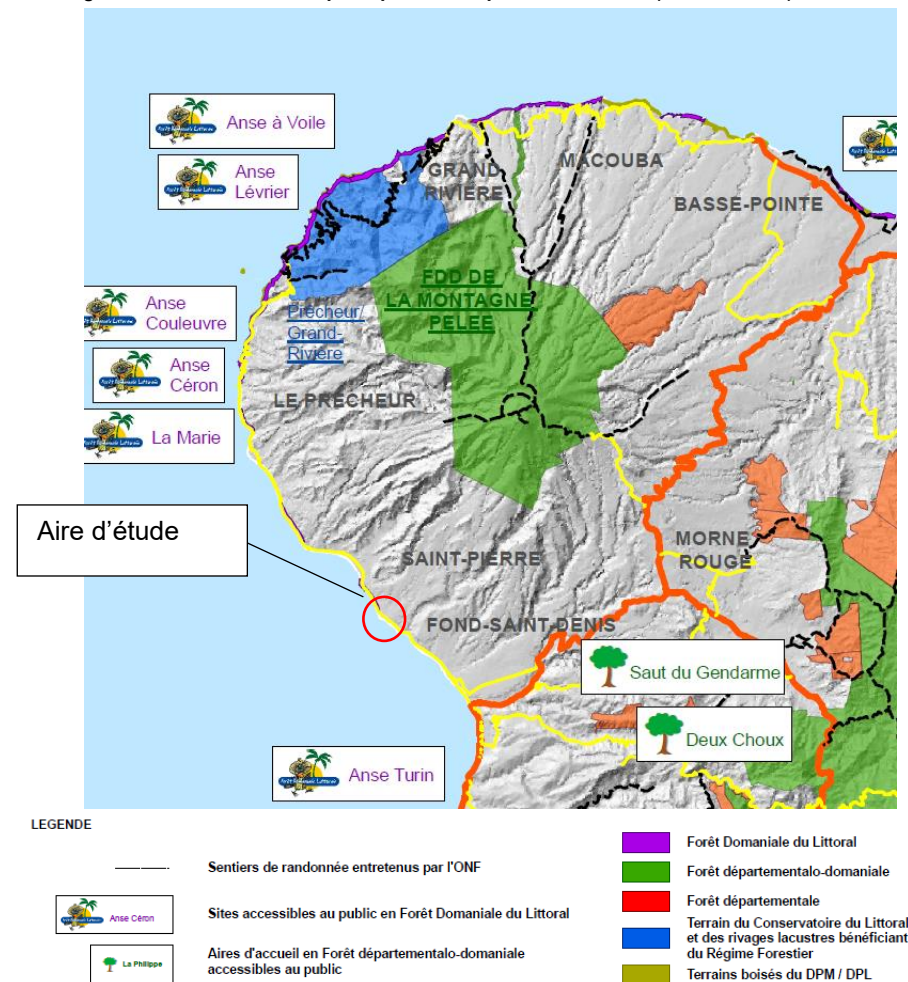 Anse à Voile
Anse
Lévrier
GRAND
RIVIÈRE
MACOUBA
BASSE-POINTE
FDD DE
LA MONTAGNE
PELEE
Anse
Couleuvre
Prêcheur/
Grand-
Rivière
Anse
Céron
LE PRÊCHEUR
La Marie
Aire d'étude
MORNE
ROUGE
SAINT-PIERRE
FOND-SAINT-DENIS
Saut du Gendarme
Deux Choux
Anse Turin
LEGENDE
Sentiers de randonnée entretenus par l'ONF
Anse Céron
Sites accessibles au public en Forêt Domaniale du Littoral
La Philippe
Aires d'accueil en Forêt départementalo-domaniale
accessibles au public
Forêt Domaniale du Littoral
Forêt départementalo-domaniale
Forêt départementale
Terrain du Conservatoire du Littoral
et des rivages lacustres bénéficiant
du Régime Forestier
Terrains boisés du DPM / DPL